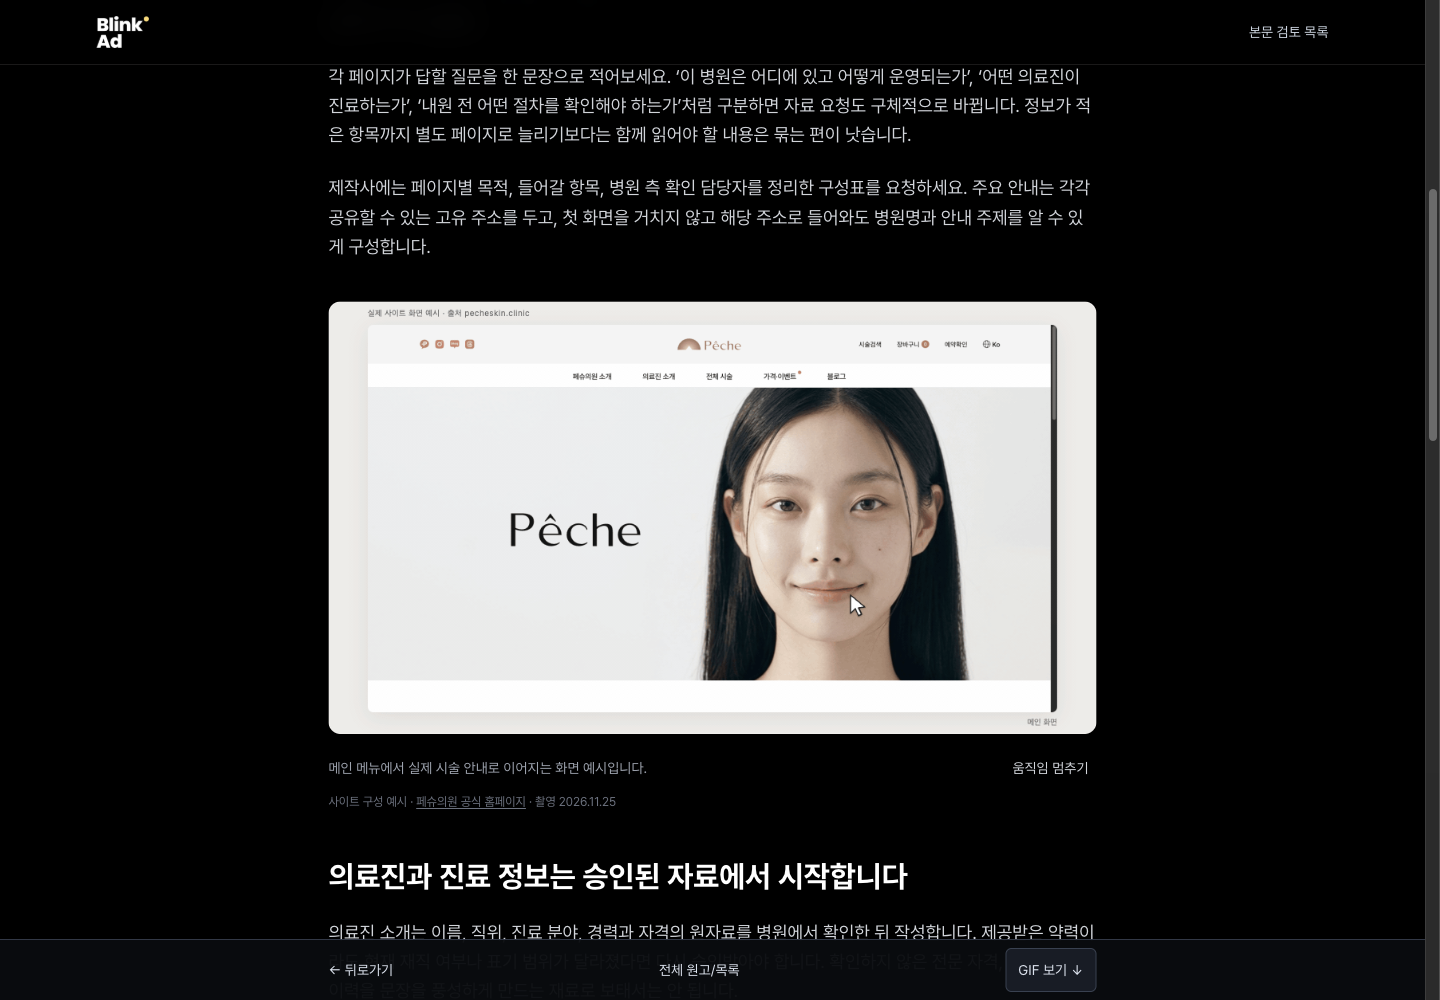 Blink
Ad
본문 검토 목록
각 페이지가 답할 질문을 한 문장으로 적어보세요. ‘이 병원은 어디에 있고 어떻게 운영되는가’, ‘어떤 의료진이
진료하는가’, ‘내원 전 어떤 절차를 확인해야 하는가’처럼 구분하면 자료 요청도 구체적으로 바뀝니다. 정보가 적
은 항목까지 별도 페이지로 늘리기보다는 함께 읽어야 할 내용은 묶는 편이 낫습니다.
제작사에는 페이지별 목적, 들어갈 항목, 병원 측 확인 담당자를 정리한 구성표를 요청하세요. 주요 안내는 각각
공유할 수 있는 고유 주소를 두고, 첫 화면을 거치지 않고 해당 주소로 들어와도 병원명과 안내 주제를 알 수 있
게 구성합니다.
실제 사이트 화면 예시 · 출처 pecheskin.clinic
Pêche
시술검색 장바구니 예약확인 Ko
페슈의원 소개 의료진 소개 전체 시술 가격·이벤트 블로그
Pêche
메인 화면
메인 메뉴에서 실제 시술 안내로 이어지는 화면 예시입니다.
움직임 멈추기
사이트 구성 예시 · 페슈의원 공식 홈페이지 · 촬영 2026.11.25
의료진과 진료 정보는 승인된 자료에서 시작합니다
의료진 소개는 이름, 직위, 진료 분야, 경력과 자격의 원자료를 병원에서 확인한 뒤 작성합니다. 제공받은 약력이
← 뒤로가기
전체 원고/목록
GIF 보기 ↓